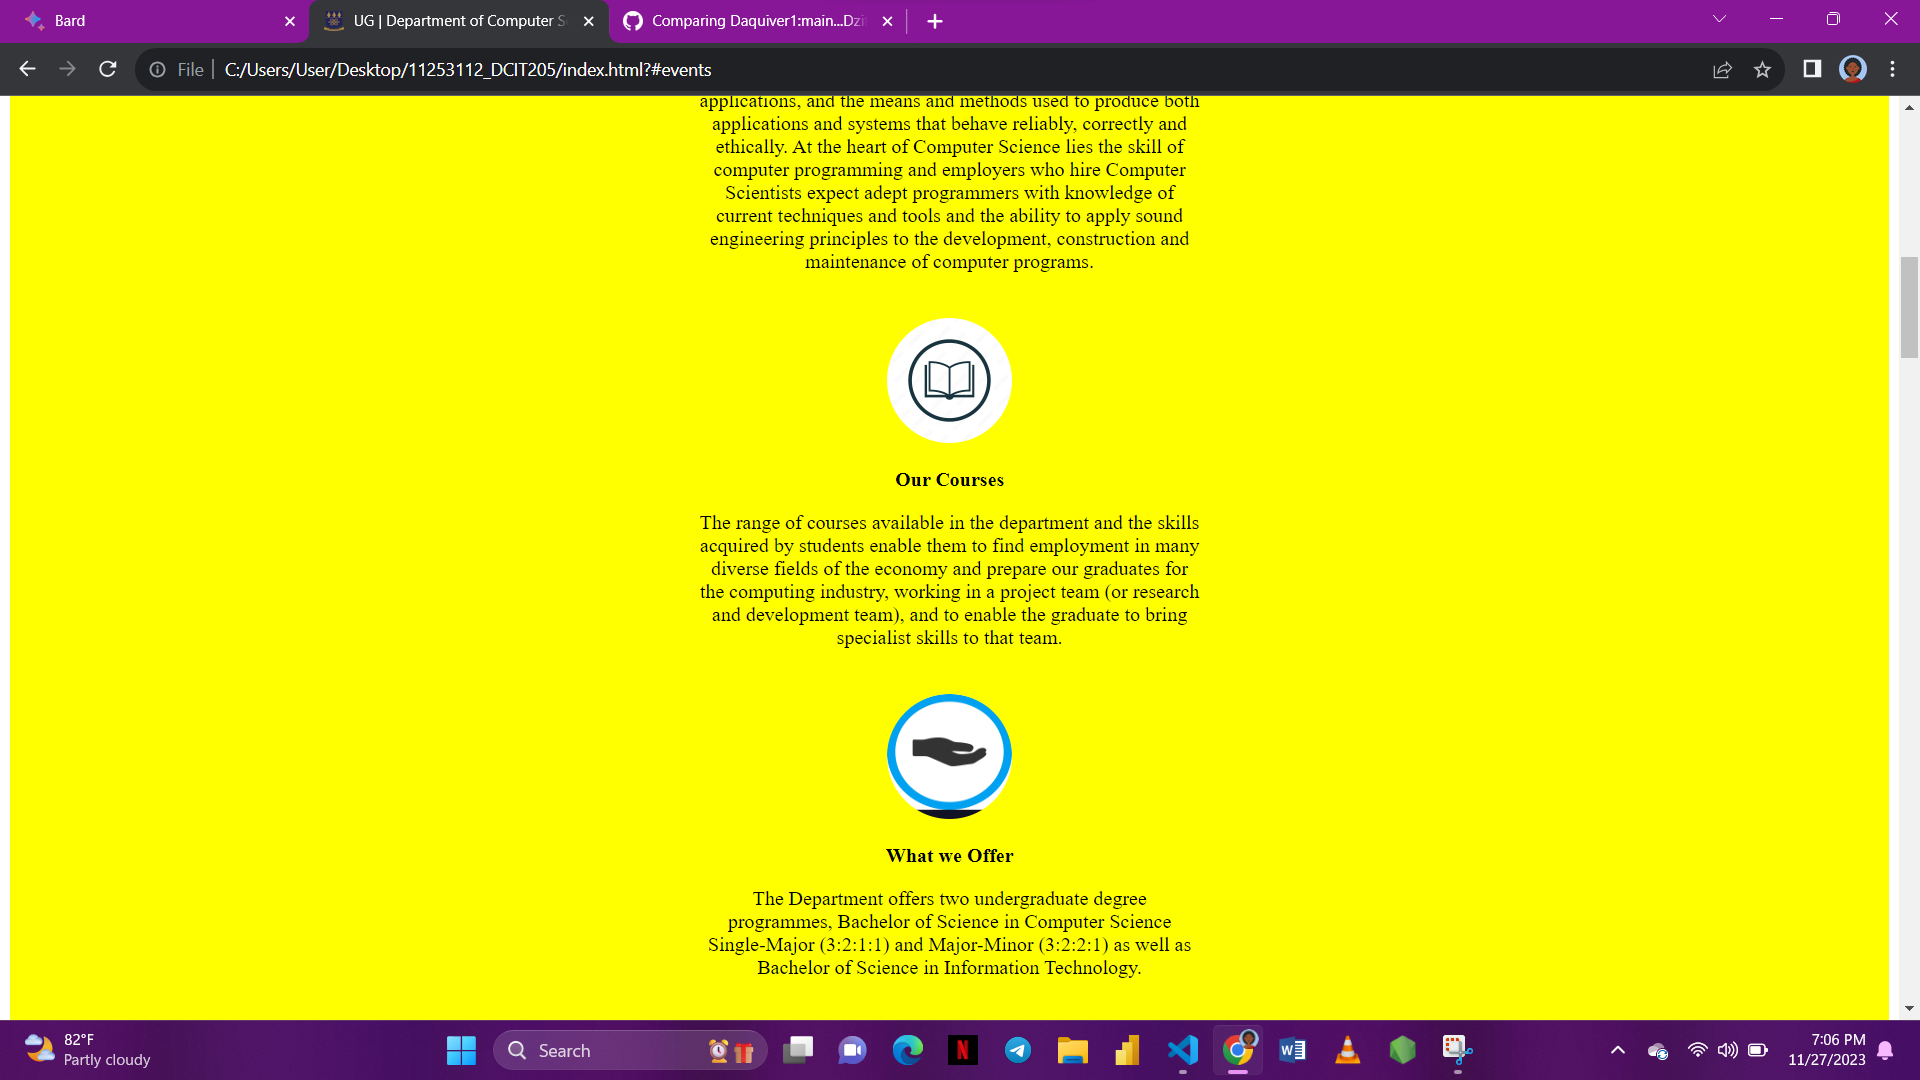 Bard
UG | Department of Computer S
Comparing Daquiver1:main...Dzi
File
C:/Users/User/Desktop/11253112_DCIT205/index.html?#events
applications, and the means and methods used to produce both
applications and systems that behave reliably, correctly and
ethically. At the heart of Computer Science lies the skill of
computer programming and employers who hire Computer
Scientists expect adept programmers with knowledge of
current techniques and tools and the ability to apply sound
engineering principles to the development, construction and
maintenance of computer programs.
Our Courses
The range of courses available in the department and the skills
acquired by students enable them to find employment in many
diverse fields of the economy and prepare our graduates for
the computing industry, working in a project team (or research
and development team), and to enable the graduate to bring
specialist skills to that team.
What we Offer
The Department offers two undergraduate degree
programmes, Bachelor of Science in Computer Science
Single-Major (3:2:1:1) and Major-Minor (3:2:2:1) as well as
Bachelor of Science in Information Technology.
82°F
Partly cloudy
Search
N
W
7:06 PM
11/27/2023